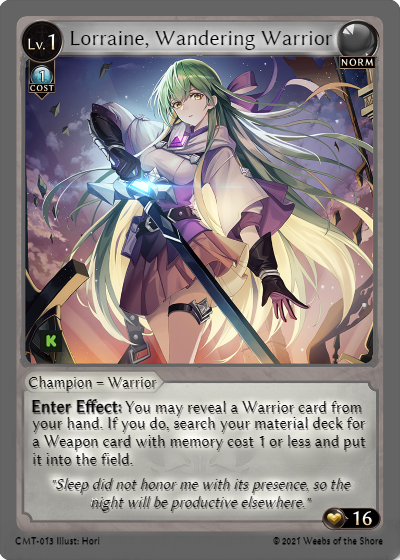 Lv.1 Lorraine, Wandering Warrior
NORM
1
COST
K
Champion = Warrior
Enter Effect: You may reveal a Warrior card from
your hand. If you do, search your material deck for
a Weapon card with memory cost 1 or less and put
it into the field.
"Sleep did not honor me with its presence, so the
night will be productive elsewhere."
16
CMT-013 Illust: Hori © 2021 Weebs of the Shore